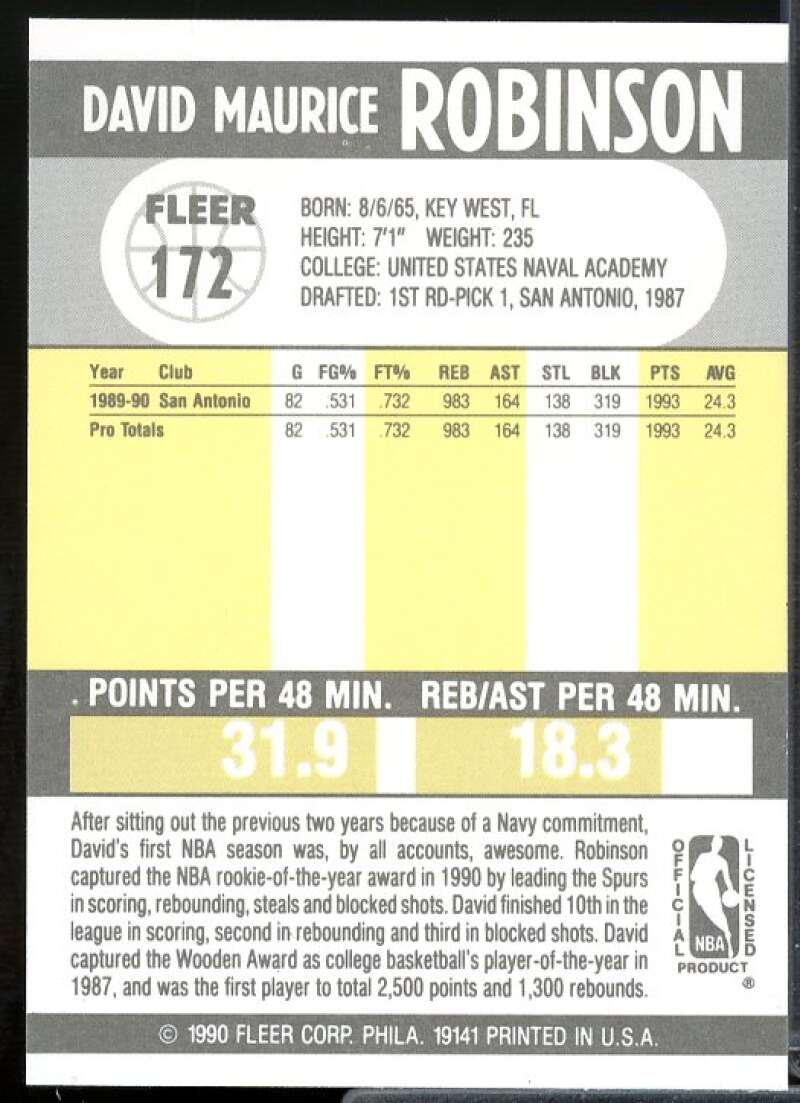 DAVID MAURICE ROBINSON
FLEER
172
BORN: 8/6/65, KEY WEST, FL
HEIGHT: 7'1" WEIGHT: 235
COLLEGE: UNITED STATES NAVAL ACADEMY
DRAFTED: 1ST RD-PICK 1, SAN ANTONIO, 1987
Year Club G FG% FT% REB AST STL BLK PTS AVG
1989-90 San Antonio 82 .531 .732 983 164 138 319 1993 24.3
Pro Totals 82 .531 .732 983 164 138 319 1993 24.3
POINTS PER 48 MIN. REB/AST PER 48 MIN.
31.9 18.3
After sitting out the previous two years because of a Navy commitment,
David's first NBA season was, by all accounts, awesome. Robinson
captured the NBA rookie-of-the-year award in 1990 by leading the Spurs
in scoring, rebounding, steals and blocked shots. David finished 10th in the
league in scoring, second in rebounding and third in blocked shots. David
captured the Wooden Award as college basketball's player-of-the-year in
1987, and was the first player to total 2,500 points and 1,300 rebounds.
OFFICIAL
LICENSED
NBA
PRODUCT
®
© 1990 FLEER CORP. PHILA. 19141 PRINTED IN U.S.A.